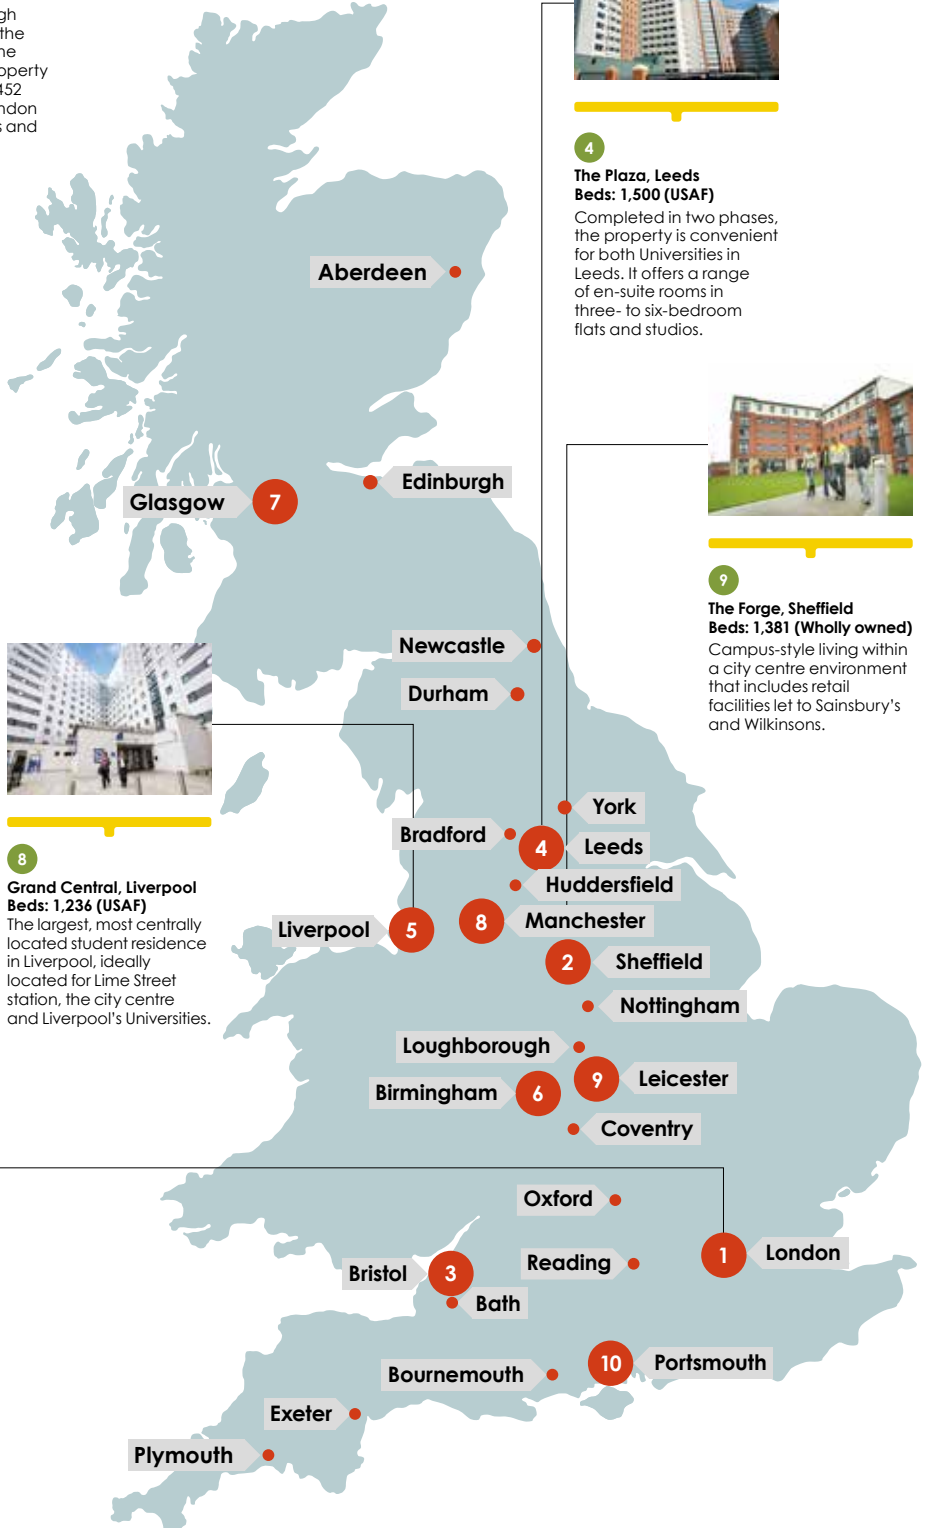 the
operty
452
ndon
s and
4
The Plaza, Leeds
Beds: 1,500 (USAF)
Completed in two phases,
the property is convenient
for both Universities in
Leeds. It offers a range
of en-suite rooms in
three- to six-bedroom
flats and studios.
Aberdeen
Edinburgh
Glasgow
7
9
The Forge, Sheffield
Beds: 1,381 (Wholly owned)
Campus-style living within
a city centre environment
that includes retail
facilities let to Sainsbury's
and Wilkinsons.
Newcastle
Durham
York
Bradford
4
Leeds
Huddersfield
8
Grand Central, Liverpool
Beds: 1,236 (USAF)
The largest, most centrally
located student residence
in Liverpool, ideally
located for Lime Street
station, the city centre
and Liverpool's Universities.
Liverpool
5
8
Manchester
2
Sheffield
Nottingham
Loughborough
9
Leicester
Birmingham
6
Coventry
Oxford
1
London
Reading
Bristol
3
Bath
10
Portsmouth
Bournemouth
Exeter
Plymouth